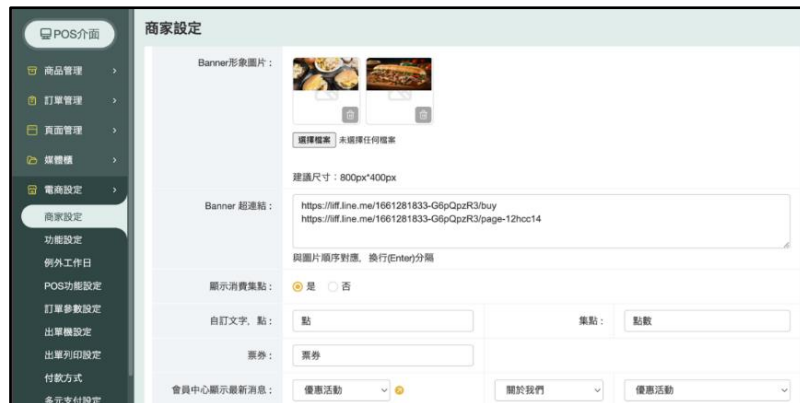 POS介面
商品管理
訂單管理
頁面管理
媒體櫃
電商設定
商家設定
功能設定
例外工作日
POS功能設定
訂單參數設定
出單機設定
出單列印設定
付款方式
多元支付設定
商家設定
Banner形象圖片：
選擇檔案 未選擇任何檔案
建議尺寸：800px*400px
Banner 超連結：
https://liff.line.me/1661281833-G6pQpzR3/buy
https://liff.line.me/1661281833-G6pQpzR3/page-12hcc14
與圖片順序對應，換行(Enter)分隔
顯示消費集點： 是 否
自訂文字, 點： 點 集點： 點數
票券： 票券
會員中心顯示最新消息： 優惠活動 關於我們 優惠活動